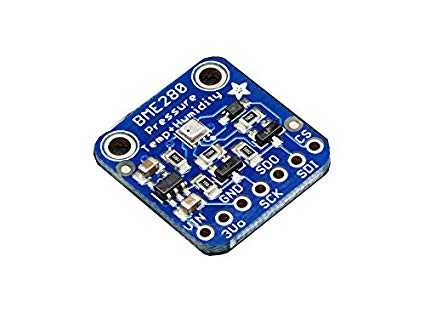 BME280
Pressure
Temp+Humidity
VIN
3Vo
GND
SCK
SDO
SDI
CS